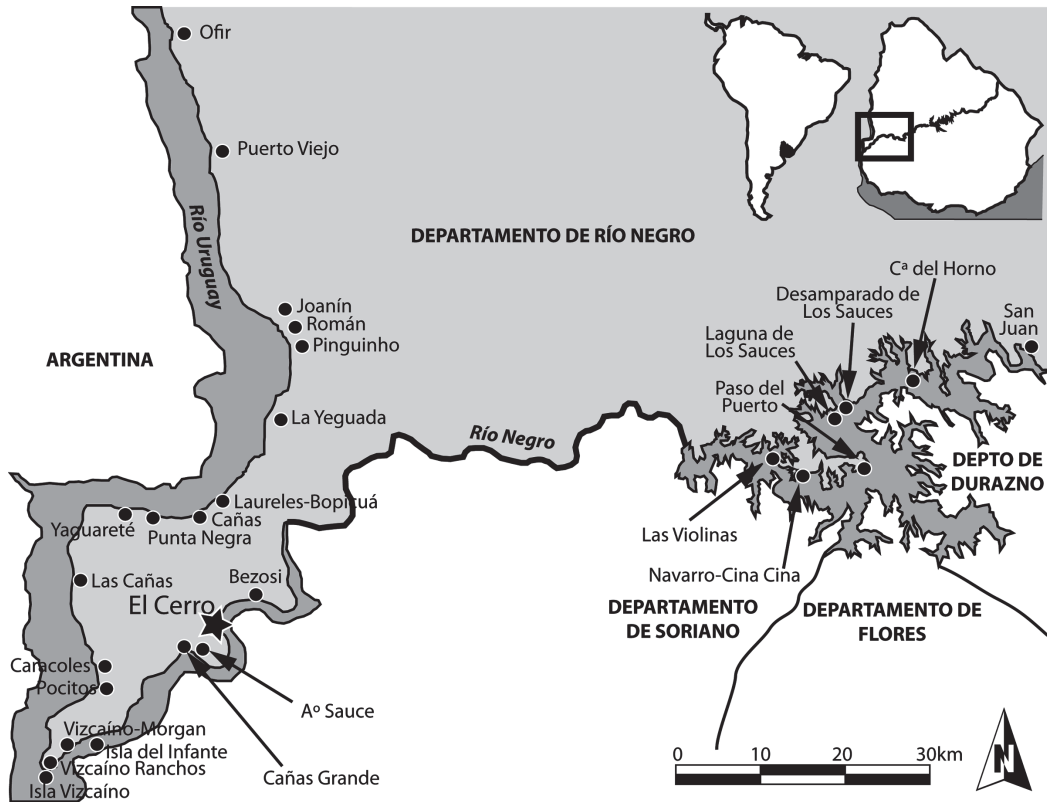 Ofir
Puerto Viejo
Río Uruguay
DEPARTAMENTO DE RÍO NEGRO
Cª del Horno
Desamparado de
Los Sauces
San
Juan
Joanín
Román
Pinguinho
Laguna de
Los Sauces
ARGENTINA
Paso del
Puerto
La Yeguada
Río Negro
DEPTO DE
DURAZNO
Laureles-Bopicuá
Cañas
Yaguareté
Punta Negra
Las Violinas
Las Cañas
Bezosi
Navarro-Cina Cina
El Cerro
DEPARTAMENTO
DE SORIANO
DEPARTAMENTO DE
FLORES
Caracoles
Pocitos
Aº Sauce
Vizcaíno-Morgan
Isla del Infante
Vizcaíno Ranchos
Isla Vizcaíno
Cañas Grande
0 10 20 30km
N